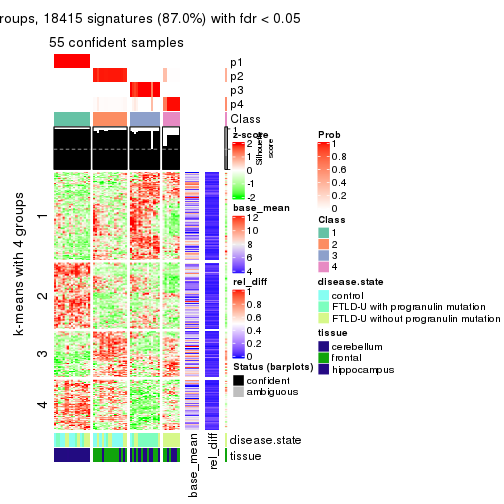 roups, 18415 signatures (87.0%) with fdr < 0.05
55 confident samples
p1
p2
p3
p4
Class
1
Silhouette
score
k-means with 4 groups
1
2
3
4
disease.state
tissue
base_mean
rel_diff
z-score
2
1
0
-1
-2
base_mean
12
10
8
6
4
rel_diff
1
0.8
0.6
0.4
0.2
0
Status (barplots)
confident
ambiguous
Prob
1
0.8
0.6
0.4
0.2
0
Class
1
2
3
4
disease.state
control
FTLD-U with progranulin mutation
FTLD-U without progranulin mutation
tissue
cerebellum
frontal
hippocampus